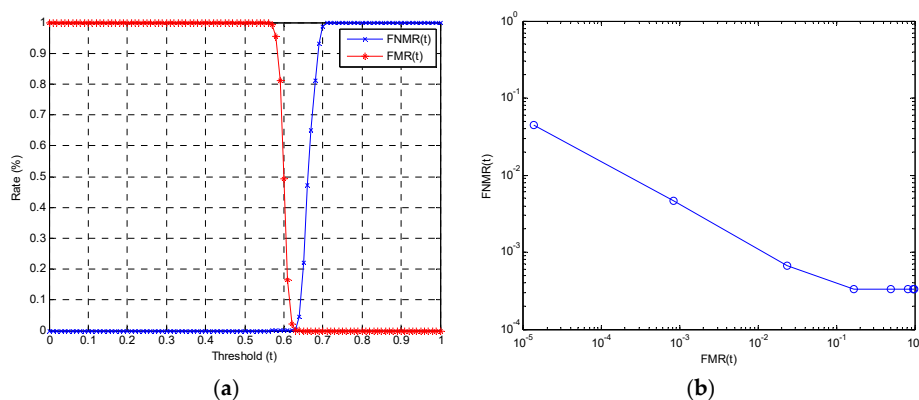 1
0.9
0.8
0.7
0.6
0.5
0.4
0.3
0.2
0.1
0
Rate (%)
0 0.1 0.2 0.3 0.4 0.5 0.6 0.7 0.8 0.9 1
Threshold (t)
FNMR(t)
FMR(t)
(a)
10^0
10^-1
10^-2
10^-3
10^-4
FNMR(t)
10^-5 10^-4 10^-3 10^-2 10^-1 10^0
FMR(t)
(b)